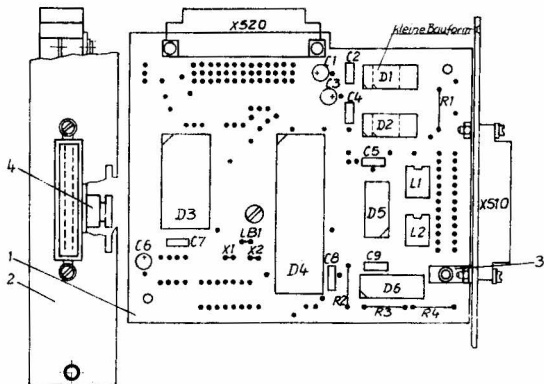 X520
kleine Bauform
C1
C2
D1
C3
C4
D2
R1
C5
4
L1
X510
D3
D5
L2
LB1
C7
C6
X1
X2
D4
C8
C9
3
1
2
R2
D6
R3
R4